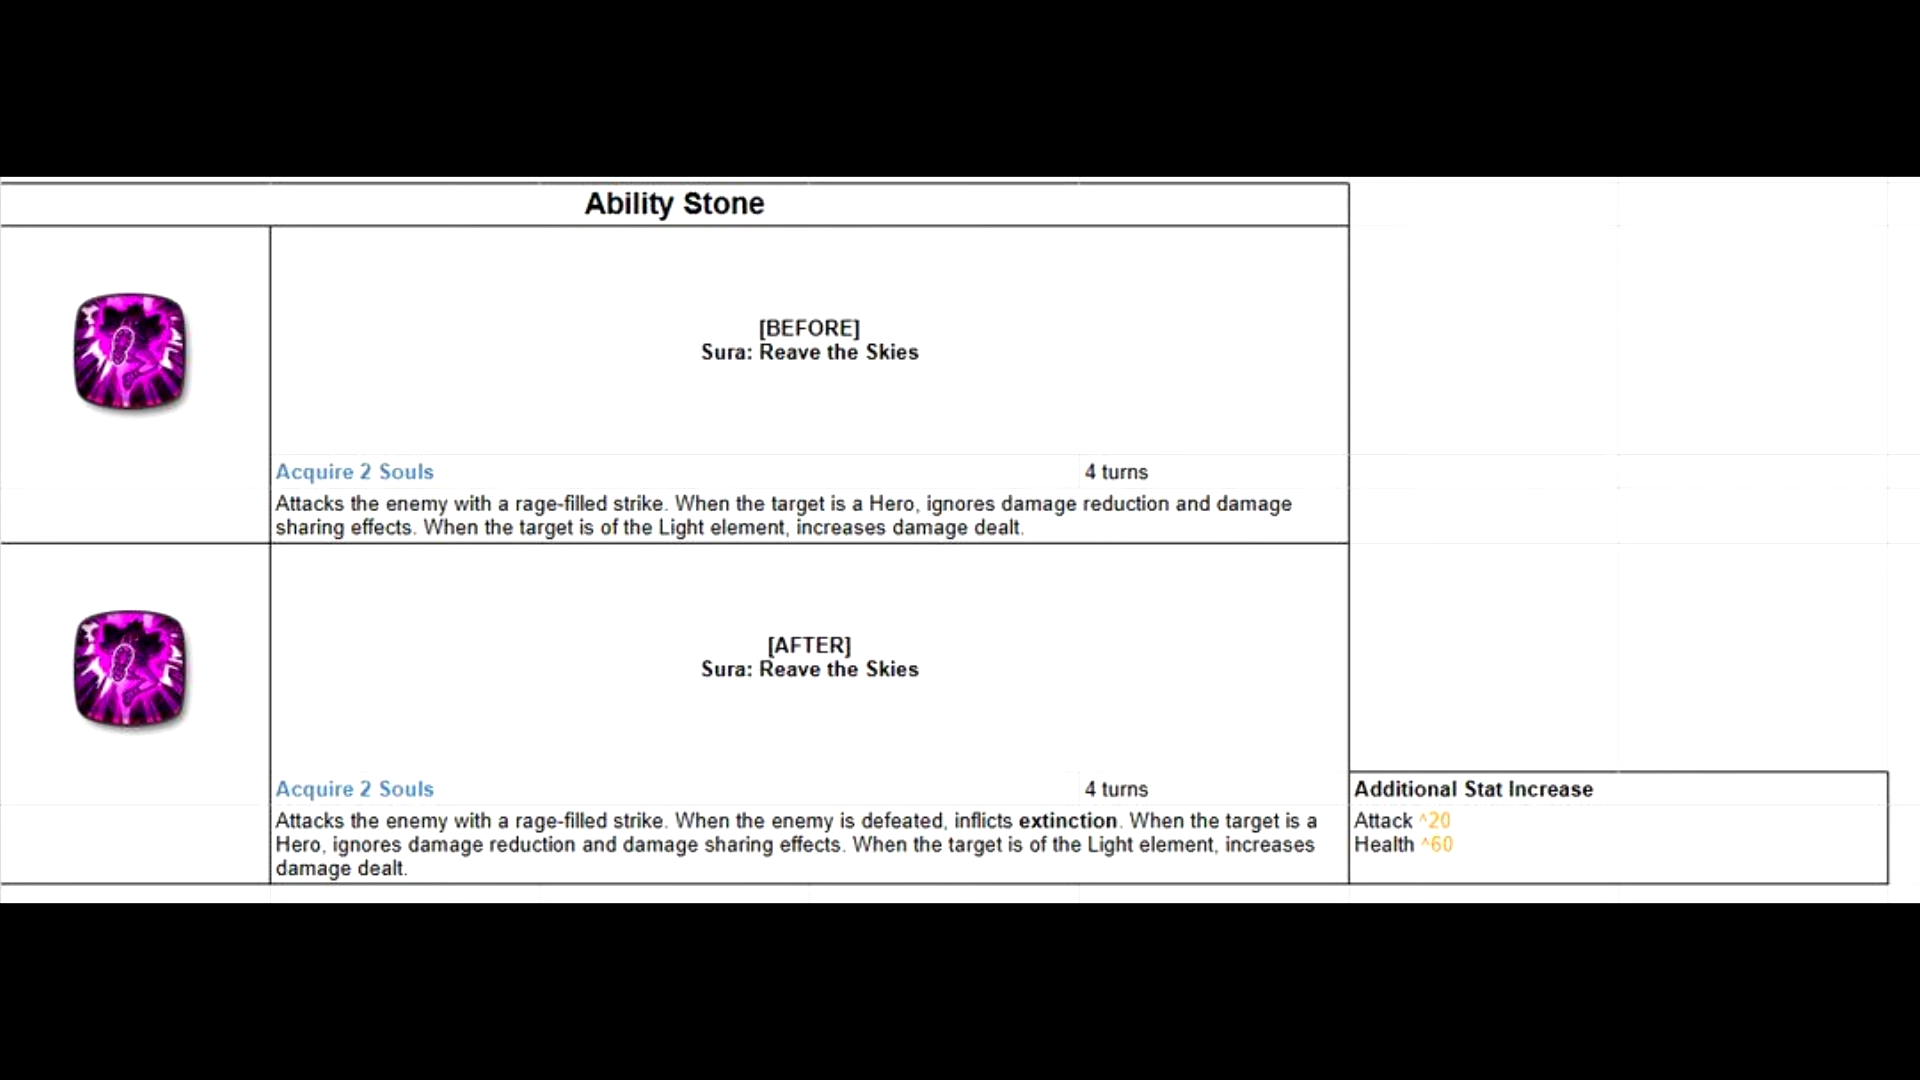 Ability Stone
[BEFORE]
Sura: Reave the Skies
Acquire 2 Souls
4 turns
Attacks the enemy with a rage-filled strike. When the target is a Hero, ignores damage reduction and damage
sharing effects. When the target is of the Light element, increases damage dealt.
[AFTER]
Sura: Reave the Skies
Acquire 2 Souls
4 turns
Additional Stat Increase
Attacks the enemy with a rage-filled strike. When the enemy is defeated, inflicts extinction. When the target is a
Hero, ignores damage reduction and damage sharing effects. When the target is of the Light element, increases
damage dealt.
Attack ^20
Health ^60